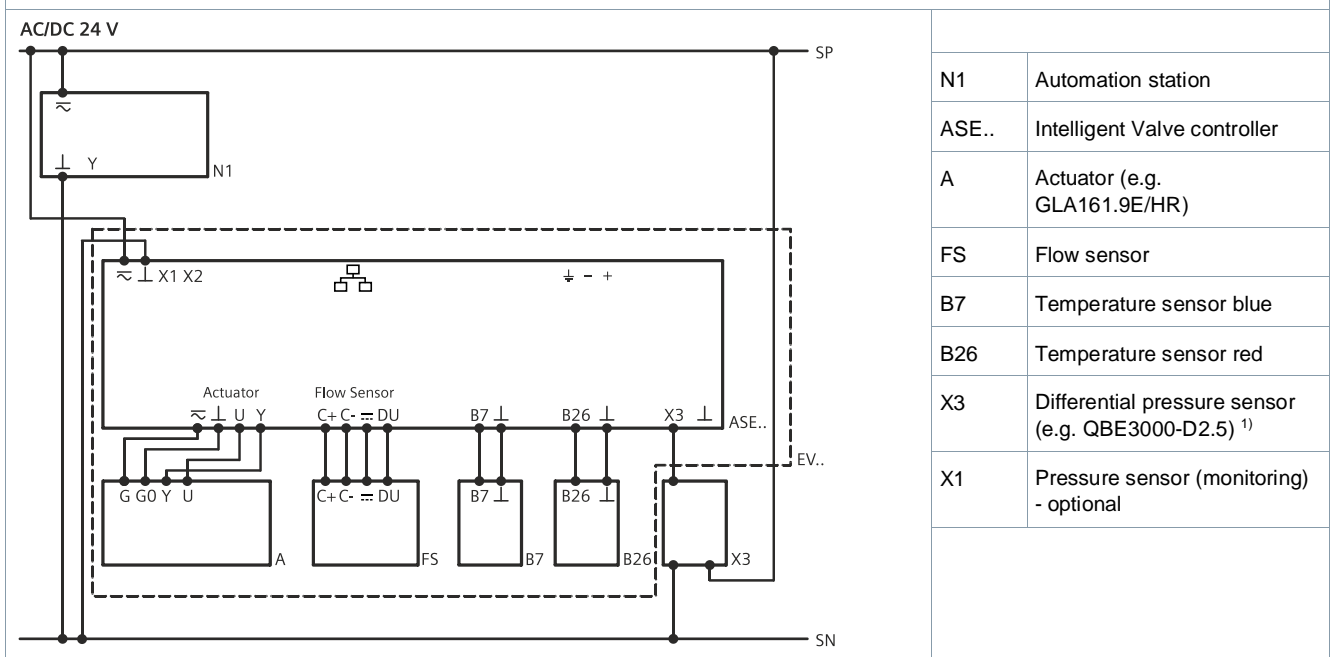 AC/DC 24 V
SP
≂
⊥ Y
N1
≂ ⊥ X1 X2
⏚ - +
Actuator
Flow Sensor
≂ ⊥ U Y
C+ C- ⎓ DU
B7 ⊥
B26 ⊥
X3 ⊥
ASE..
EV..
G G0 Y U
C+ C- ⎓ DU
B7 ⊥
B26 ⊥
A
FS
B7
B26
X3
SN
N1 Automation station
ASE.. Intelligent Valve controller
A Actuator (e.g.
GLA161.9E/HR)
FS Flow sensor
B7 Temperature sensor blue
B26 Temperature sensor red
X3 Differential pressure sensor
(e.g. QBE3000-D2.5) 1)
X1 Pressure sensor (monitoring)
- optional